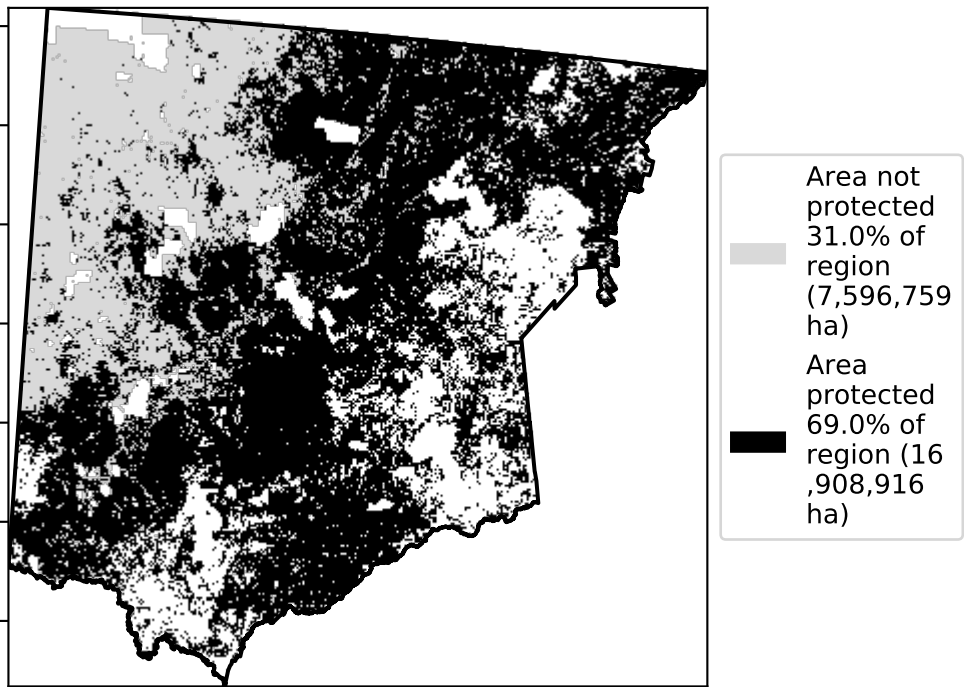 Area not
protected
31.0% of
region
(7,596,759
ha)
Area
protected
69.0% of
region (16
,908,916
ha)